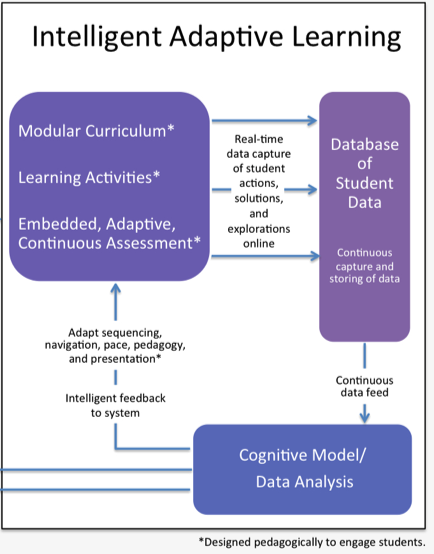 Intelligent Adaptive Learning
Modular Curriculum*
Learning Activities*
Embedded, Adaptive,
Continuous Assessment*
Real-time
data capture
of student
actions,
solutions,
and
explorations
online
Database
of
Student
Data
Continuous
capture and
storing of data
Adapt sequencing,
navigation, pace, pedagogy,
and presentation*
Intelligent feedback
to system
Continuous
data feed
Cognitive Model/
Data Analysis
*Designed pedagogically to engage students.